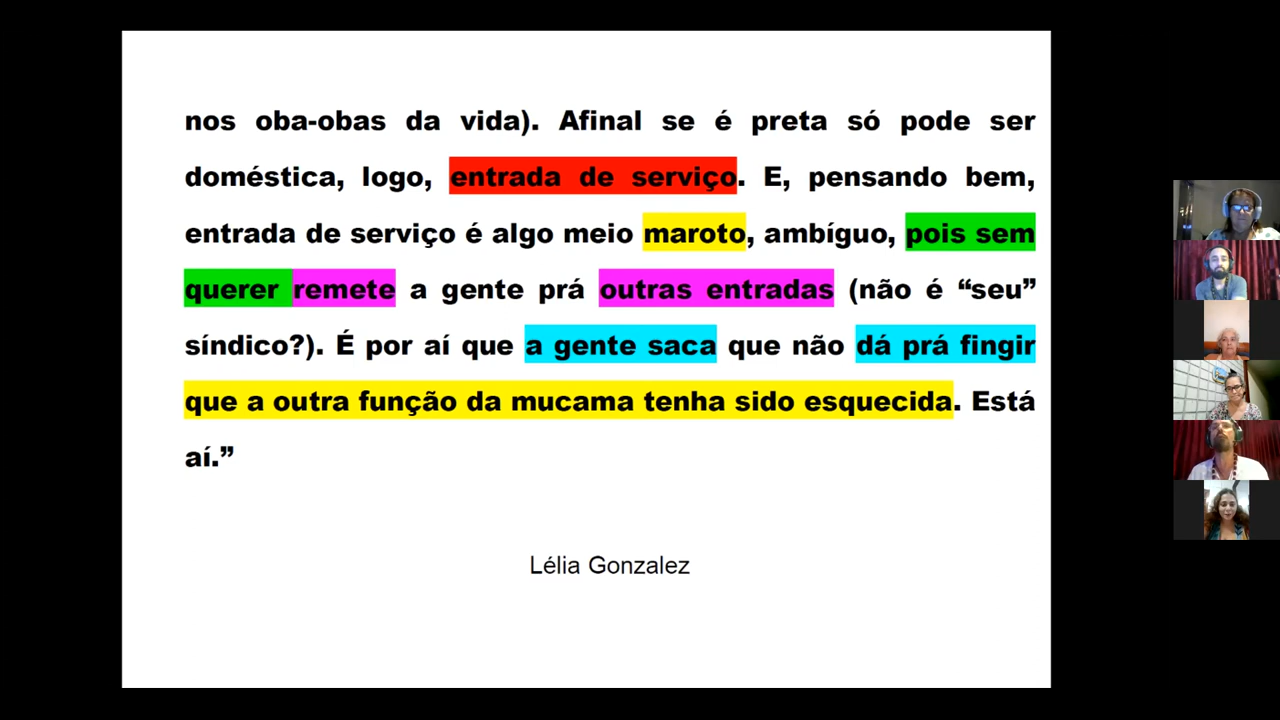 nos oba-obas da vida). Afinal se é preta só pode ser
doméstica, logo, entrada de serviço. E, pensando bem,
entrada de serviço é algo meio maroto, ambíguo, pois sem
querer remete a gente prá outras entradas (não é “seu”
síndico?). É por aí que a gente saca que não dá prá fingir
que a outra função da mucama tenha sido esquecida. Está
aí.”
Lélia Gonzalez